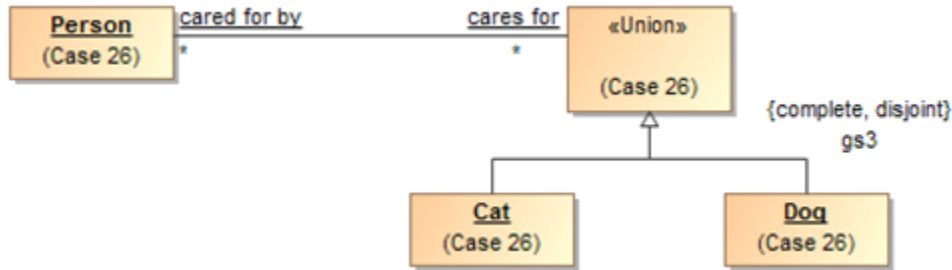 cared for by
cares for
Person
(Case 26)
*
*
«Union»
(Case 26)
{complete, disjoint}
gs3
Cat
(Case 26)
Dog
(Case 26)